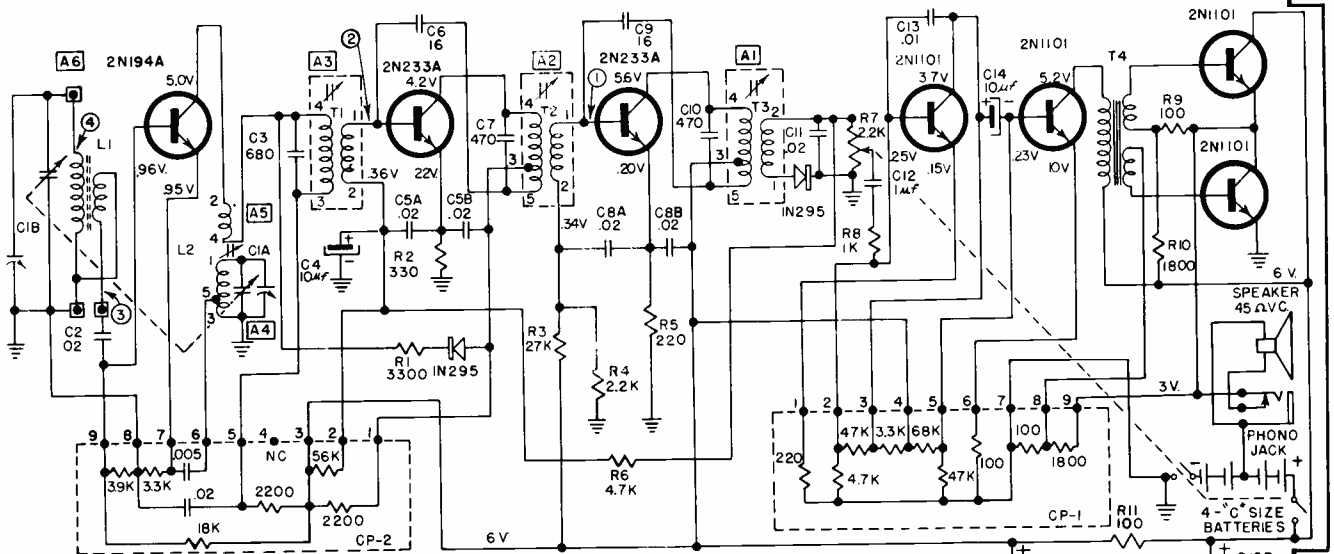 A6
2N194A
5.0V
.96V.
.95V
4
L1
C1B
C2
.02
3
L2
2
4
A5
1
C1A
5
3
A4
C3
680
A3
4
T1
3
2
2
.36V
C4
10µf
+
−
C6
16
2N233A
4.2V
.22V
C5A
.02
C5B
.02
R2
330
R1
3300
1N295
C7
470
A2
4
T2
3
5
2
1
.34V
C9
16
2N233A
5.6V
.20V
C8A
.02
C8B
.02
R3
27K
R4
2.2K
R5
220
R6
4.7K
C10
470
A1
4
T3
3
5
2
C11
.02
1N295
R7
2.2K
C12
1µf
R8
1K
C13
.01
2N1101
3.7V
.25V
.15V
C14
10µf
+
−
2N1101
5.2V
.23V
.10V
T4
2N1101
R9
100
2N1101
R10
1800
6V.
SPEAKER
45ΩV.C.
3V.
PHONO
JACK
−
+
4-"C" SIZE
BATTERIES
R11
100
9
8
7
6
5
4
NC
3
2
1
3.9K
3.3K
.005
.02
2200
18K
56K
2200
CP-2
6V
1
2
3
4
5
6
7
8
9
220
47K
3.3K
68K
4.7K
47K
100
100
1800
CP-1
+
+